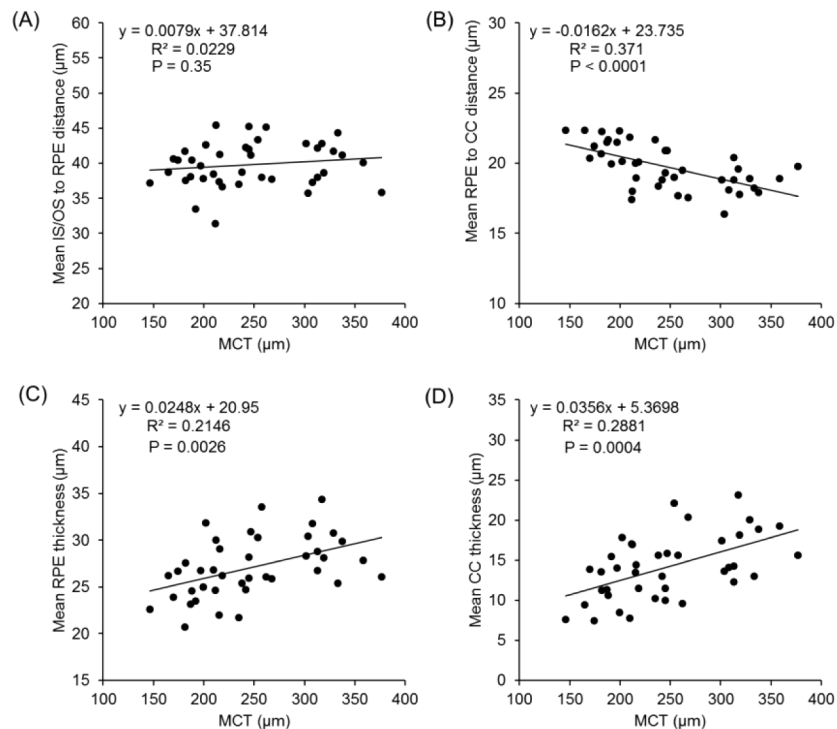 (A)
y = 0.0079x + 37.814
R² = 0.0229
P = 0.35
Mean IS/OS to RPE distance (µm)
60
55
50
45
40
35
30
25
20
100 150 200 250 300 350 400
MCT (µm)
(B)
y = -0.0162x + 23.735
R² = 0.371
P < 0.0001
Mean RPE to CC distance (µm)
30
25
20
15
10
100 150 200 250 300 350 400
MCT (µm)
(C)
y = 0.0248x + 20.95
R² = 0.2146
P = 0.0026
Mean RPE thickness (µm)
45
40
35
30
25
20
15
100 150 200 250 300 350 400
MCT (µm)
(D)
y = 0.0356x + 5.3698
R² = 0.2881
P = 0.0004
Mean CC thickness (µm)
35
30
25
20
15
10
5
0
100 150 200 250 300 350 400
MCT (µm)